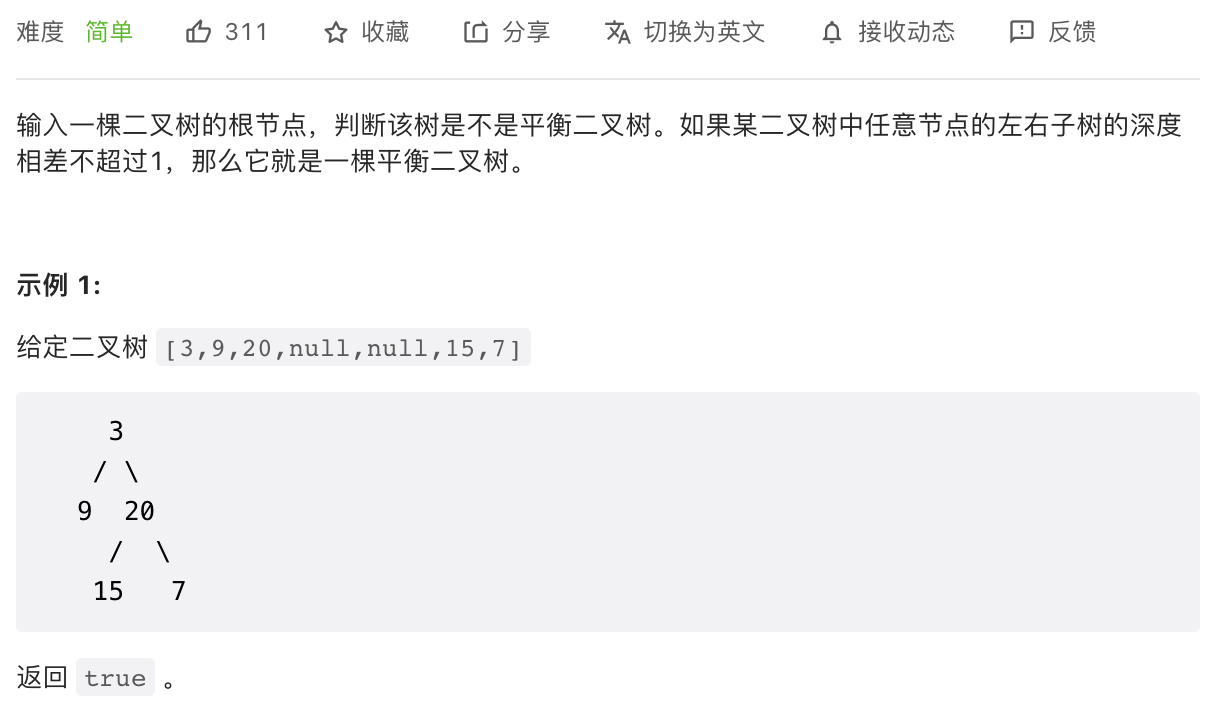 难度 简单 311 收藏 分享 切换为英文 接收动态 反馈
输入一棵二叉树的根节点，判断该树是不是平衡二叉树。如果某二叉树中任意节点的左右子树的深度
相差不超过1，那么它就是一棵平衡二叉树。
示例 1:
给定二叉树 [3,9,20,null,null,15,7]
3
/ \
9 20
/ \
15 7
返回 true 。